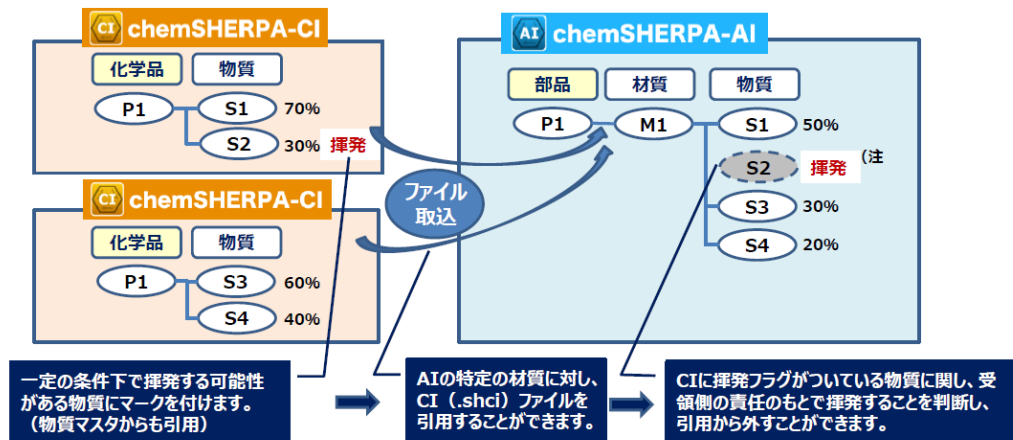 CI chemSHERPA-CI
化学品 物質
P1 S1 70%
S2 30% 揮発
CI chemSHERPA-CI
化学品 物質
P1 S3 60%
S4 40%
ファイル
取込
AI chemSHERPA-AI
部品 材質 物質
P1 M1 S1 50%
S2 揮発 (注
S3 30%
S4 20%
一定の条件下で揮発する可能性
がある物質にマークを付けます。
(物質マスタからも引用)
AIの特定の材質に対し、
CI(.shci)ファイルを
引用することができます。
CIに揮発フラグがついている物質に関し、受
領側の責任のもとで揮発することを判断し、
引用から外すことができます。